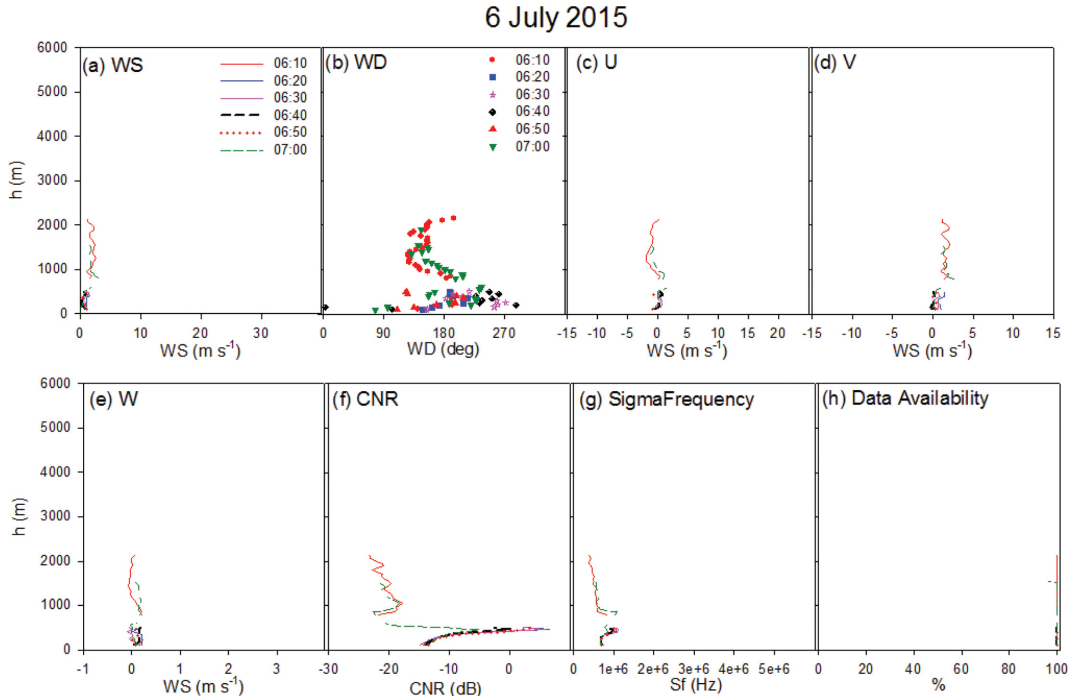 6 July 2015
6000
5000
4000
3000
2000
1000
0
h (m)
(a) WS
06:10
06:20
06:30
06:40
06:50
07:00
0 10 20 30
WS (m s-1)
(b) WD
06:10
06:20
06:30
06:40
06:50
07:00
0 90 180 270
WD (deg)
(c) U
-15 -10 -5 0 5 10
WS (m s-1)
(d) V
-15 -10 -5 0 5 10 15
WS (m s-1)
6000
5000
4000
3000
2000
1000
0
h (m)
(e) W
-1 0 1 2 3
WS (m s-1)
(f) CNR
-30 -20 -10 0
CNR (dB)
(g) SigmaFrequency
0 1e+6 2e+6 3e+6 4e+6 5e+6
Sf (Hz)
(h) Data Availability
0 20 40 60 80 100
%